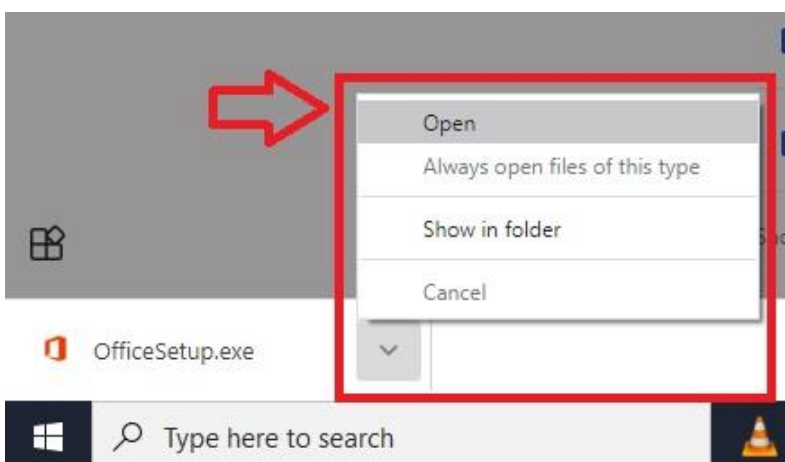 Open
Always open files of this type
Show in folder
Cancel
OfficeSetup.exe
Type here to search